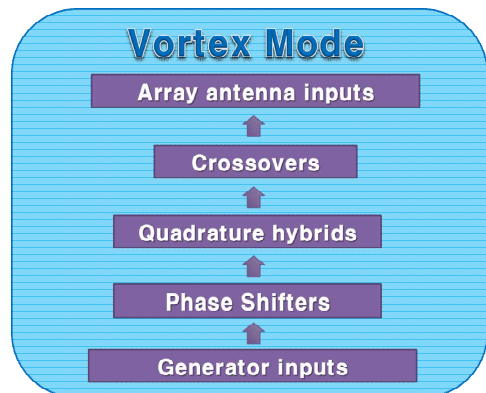 Vortex Mode
Array antenna inputs
Crossovers
Quadrature hybrids
Phase Shifters
Generator inputs